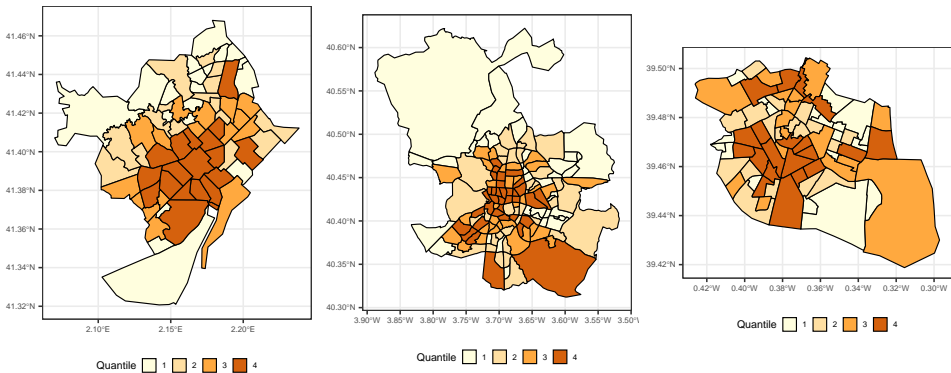 41.46°N
41.44°N
41.42°N
41.40°N
41.38°N
41.36°N
41.34°N
41.32°N
2.10°E 2.15°E 2.20°E
Quantile 1 2 3 4
40.60°N
40.55°N
40.50°N
40.45°N
40.40°N
40.35°N
40.30°N
3.90°W 3.85°W 3.80°W 3.75°W 3.70°W 3.65°W 3.60°W 3.55°W 3.50°W
Quantile 1 2 3 4
39.50°N
39.48°N
39.46°N
39.44°N
39.42°N
0.42°W 0.40°W 0.38°W 0.36°W 0.34°W 0.32°W 0.30°W
Quantile 1 2 3 4